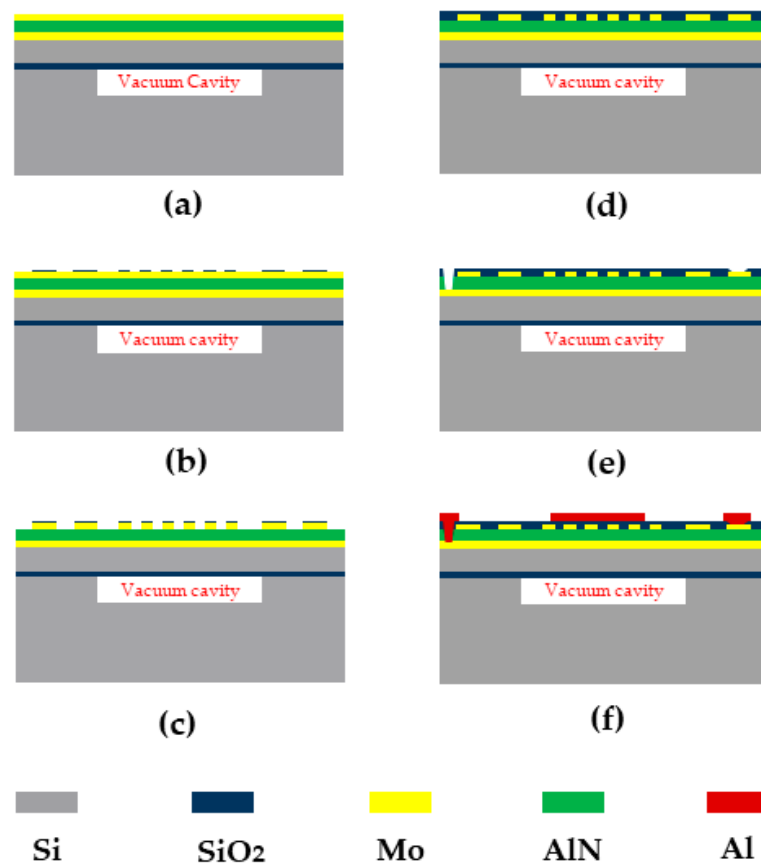 Vacuum Cavity
(a)
Vacuum cavity
(b)
Vacuum cavity
(c)
Vacuum cavity
(d)
Vacuum cavity
(e)
Vacuum cavity
(f)
Si
SiO2
Mo
AlN
Al